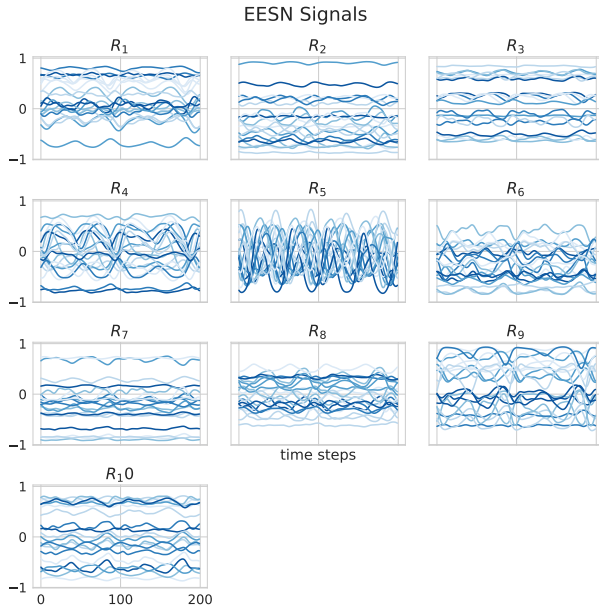 EESN Signals
R₁
R₂
R₃
1
0
−1
R₄
R₅
R₆
1
0
−1
R₇
R₈
R₉
1
0
−1
time steps
R₁0
1
0
−1
0
100
200